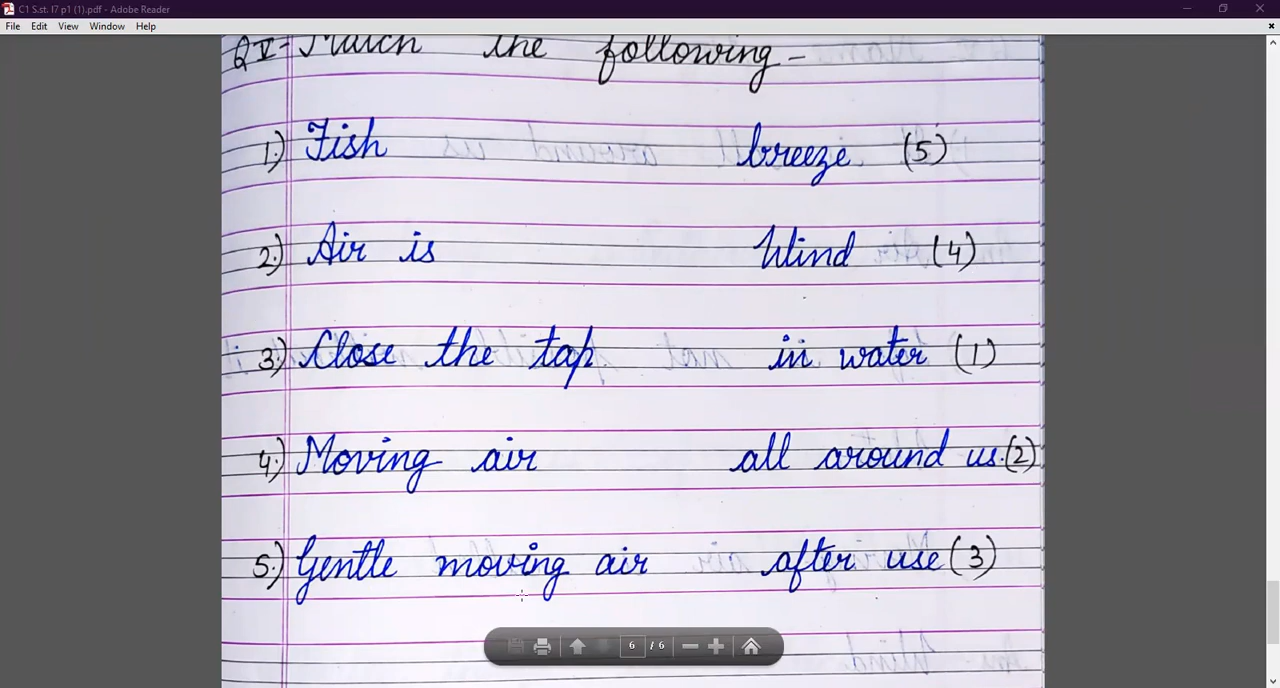 C1 S.st. f7 p1 (1).pdf - Adobe Reader
File Edit View Window Help
Q V- Match the following -
1.) Fish breeze (5)
2.) Air is Wind (4)
3.) Close the tap in water (1)
4.) Moving air all around us. (2)
5.) Gentle moving air after use (3)
6 / 6